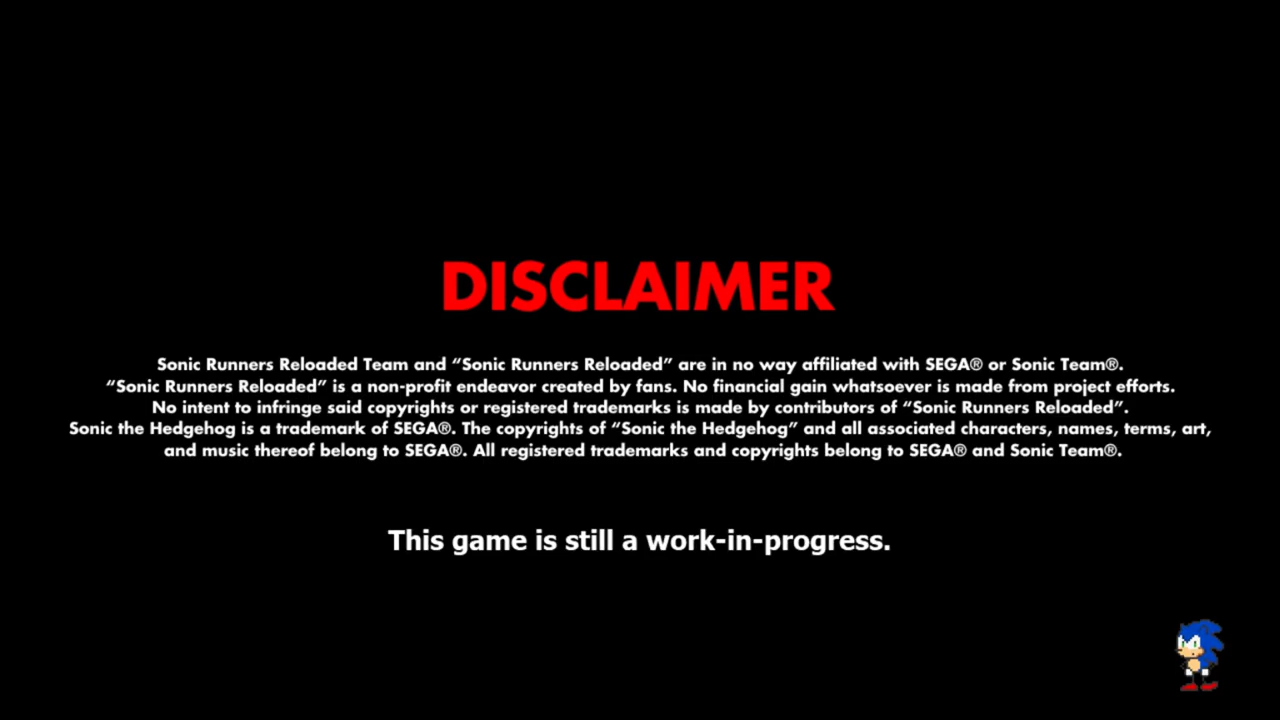 DISCLAIMER
Sonic Runners Reloaded Team and “Sonic Runners Reloaded” are in no way affiliated with SEGA® or Sonic Team®.
“Sonic Runners Reloaded” is a non-profit endeavor created by fans. No financial gain whatsoever is made from project efforts.
No intent to infringe said copyrights or registered trademarks is made by contributors of “Sonic Runners Reloaded”.
Sonic the Hedgehog is a trademark of SEGA®. The copyrights of “Sonic the Hedgehog” and all associated characters, names, terms, art,
and music thereof belong to SEGA®. All registered trademarks and copyrights belong to SEGA® and Sonic Team®.
This game is still a work-in-progress.